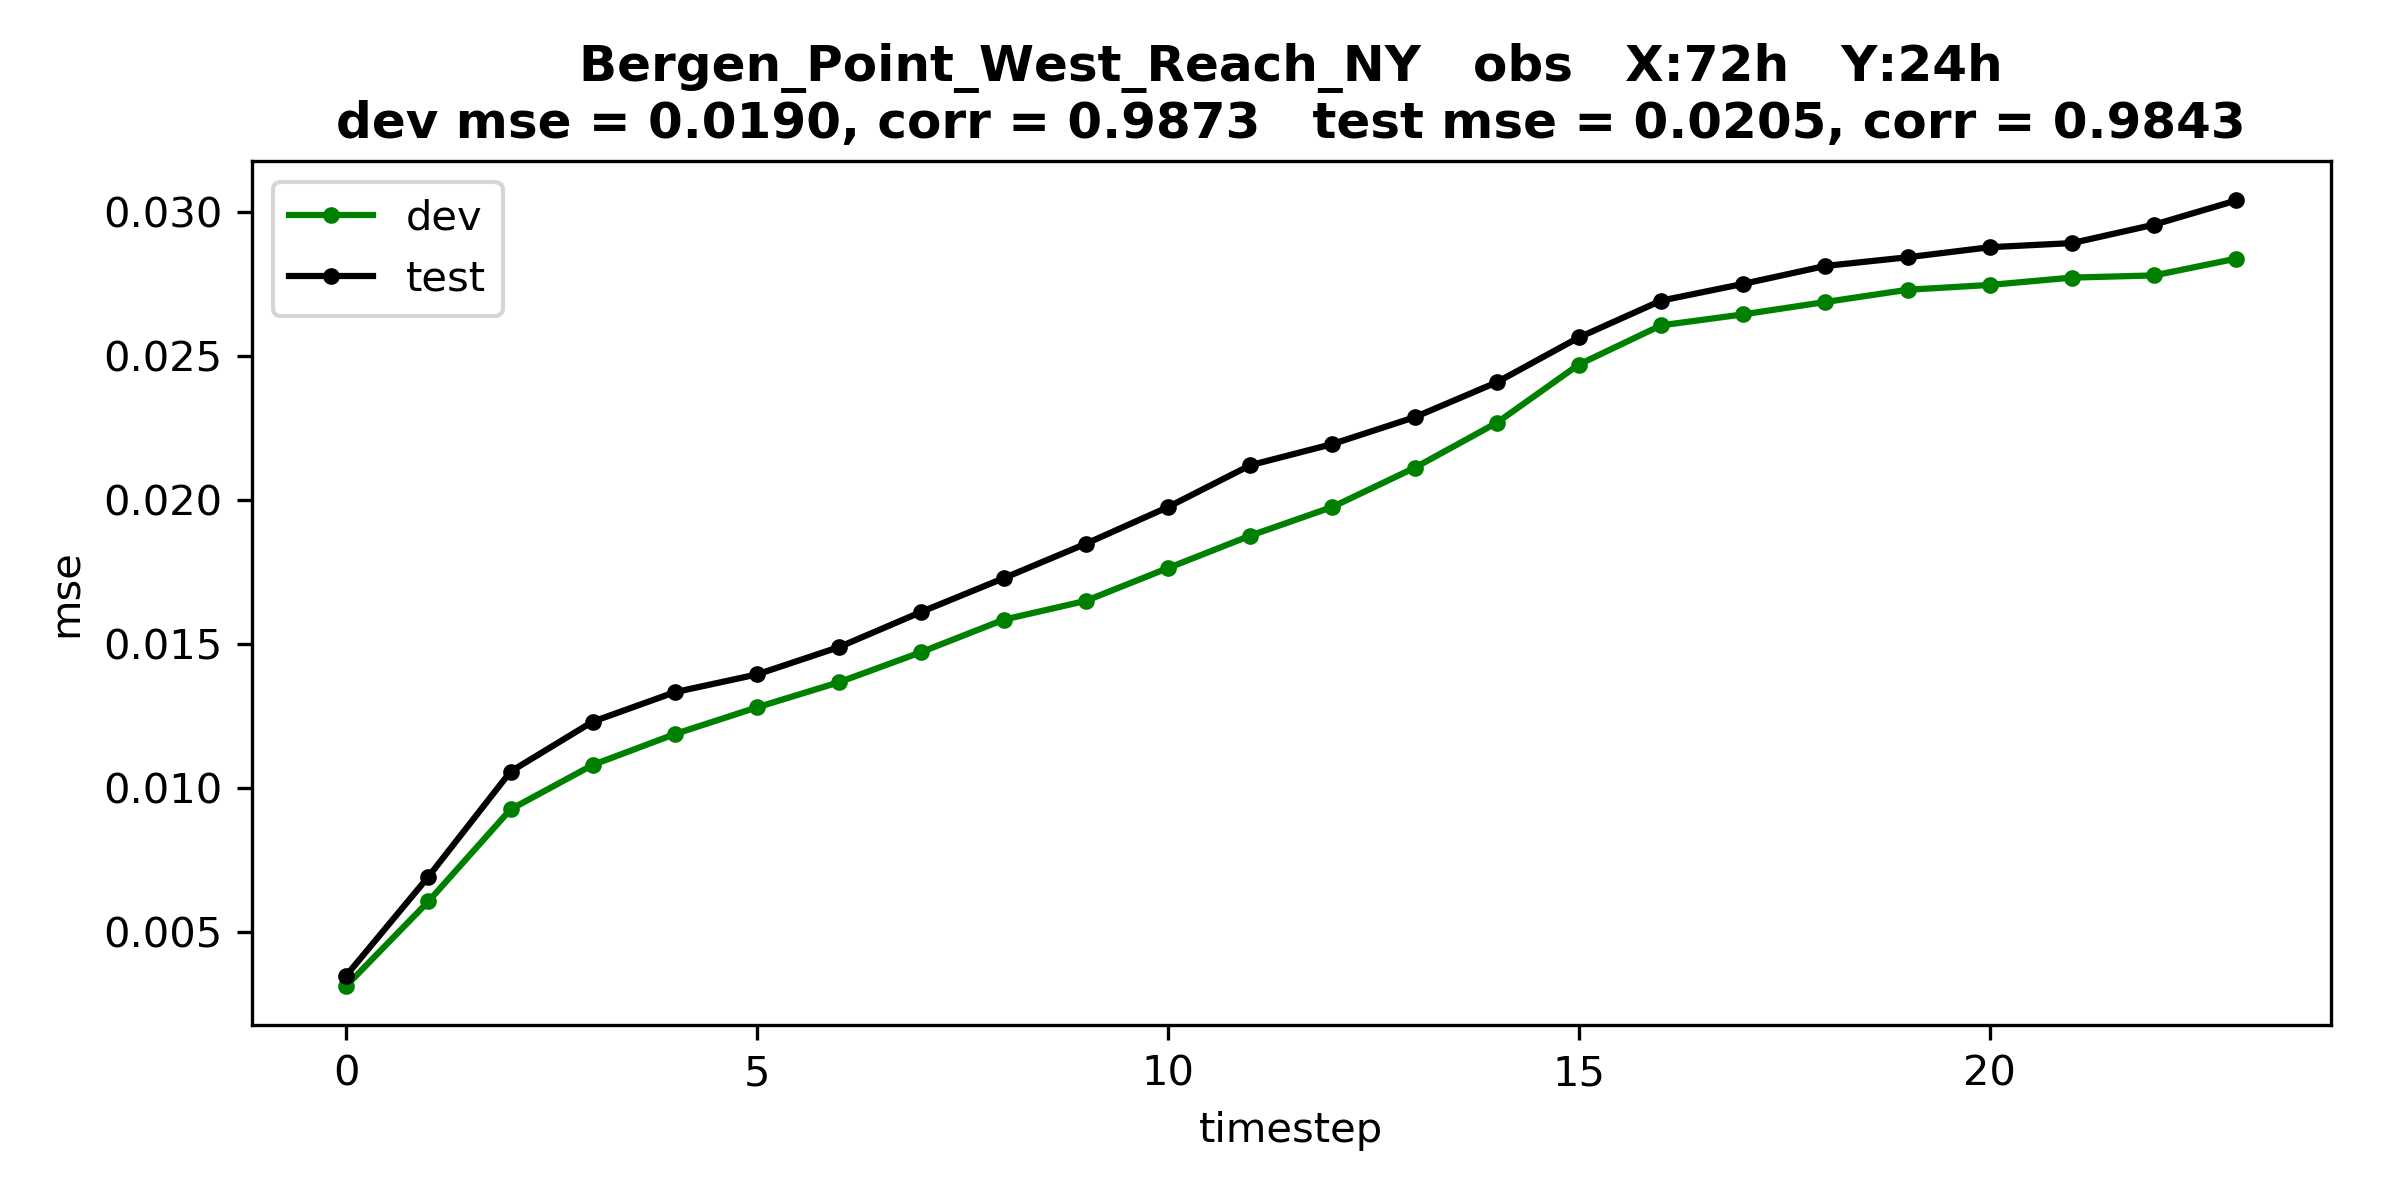 Bergen_Point_West_Reach_NY   obs   X:72h   Y:24h
dev mse = 0.0190, corr = 0.9873   test mse = 0.0205, corr = 0.9843
dev
test
0.030
0.025
0.020
0.015
0.010
0.005
mse
0 5 10 15 20
timestep